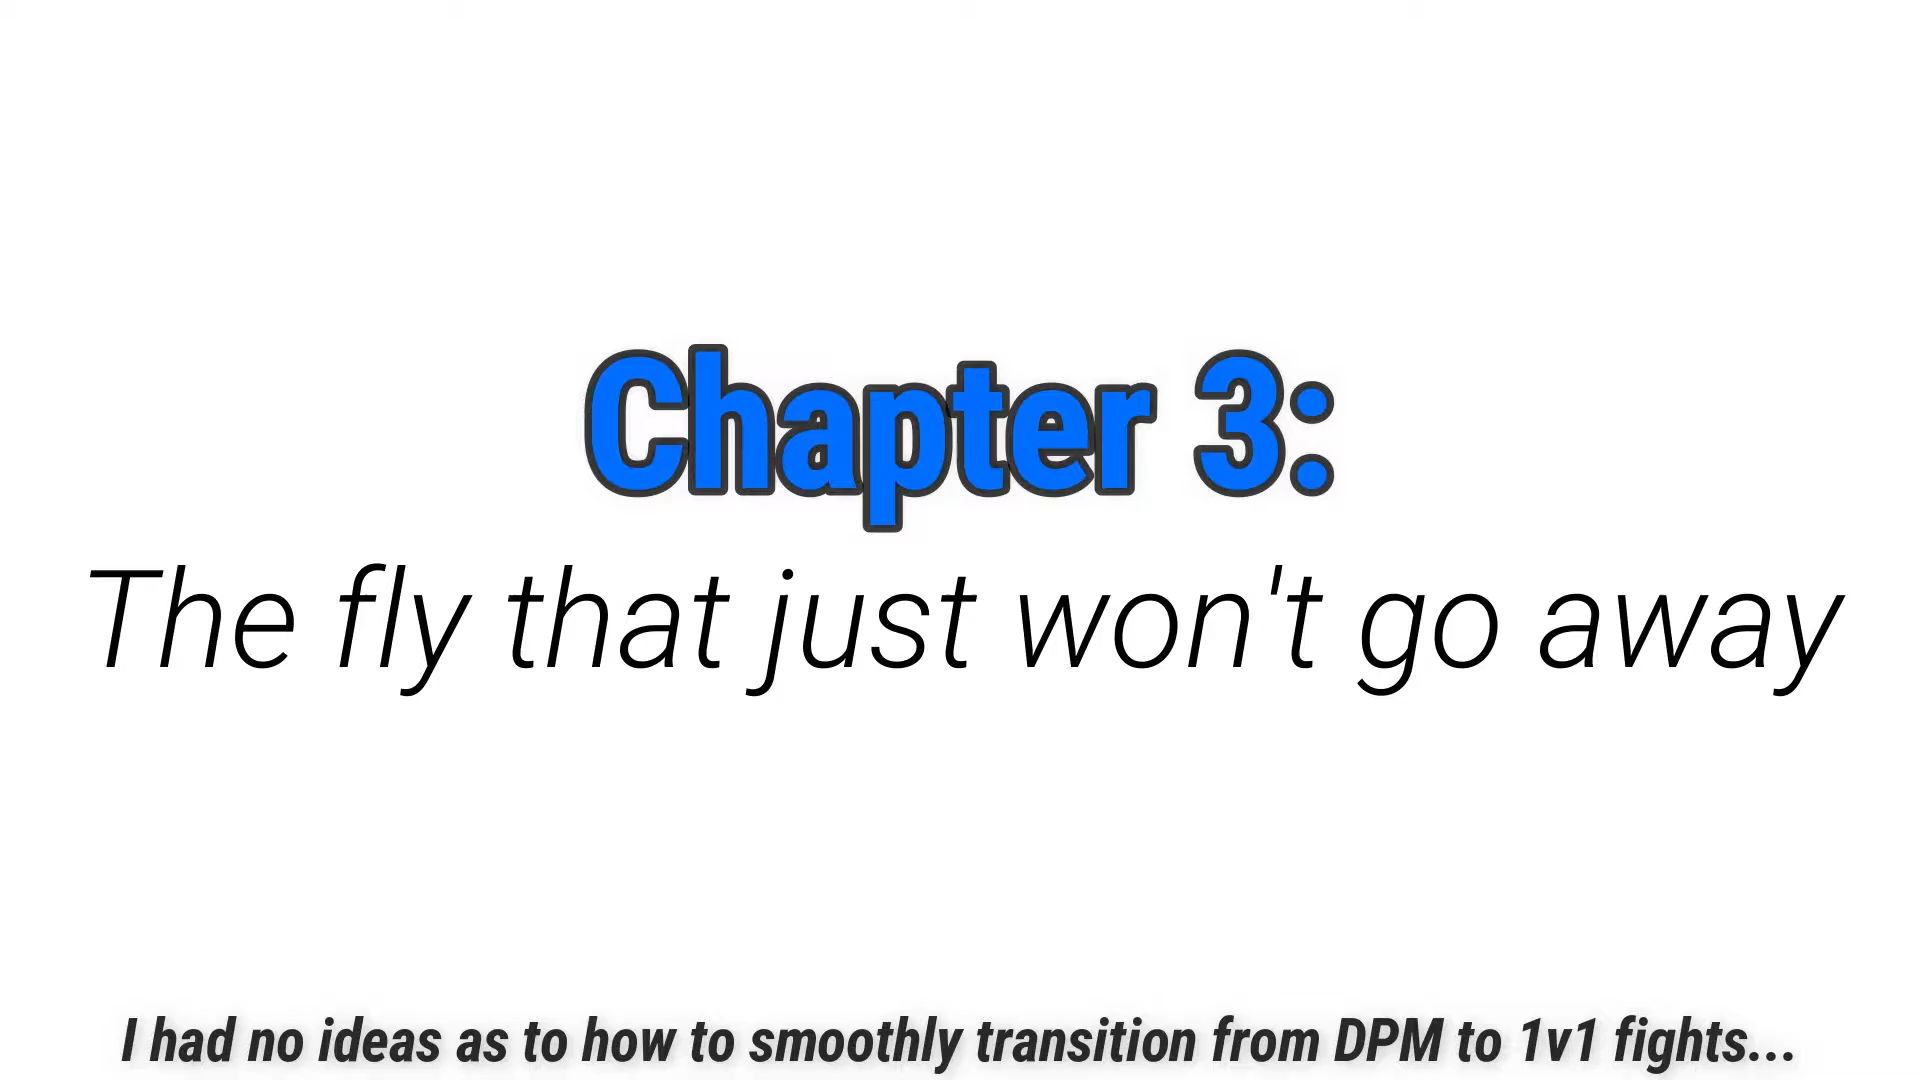 Chapter 3:
The fly that just won't go away
I had no ideas as to how to smoothly transition from DPM to 1v1 fights...